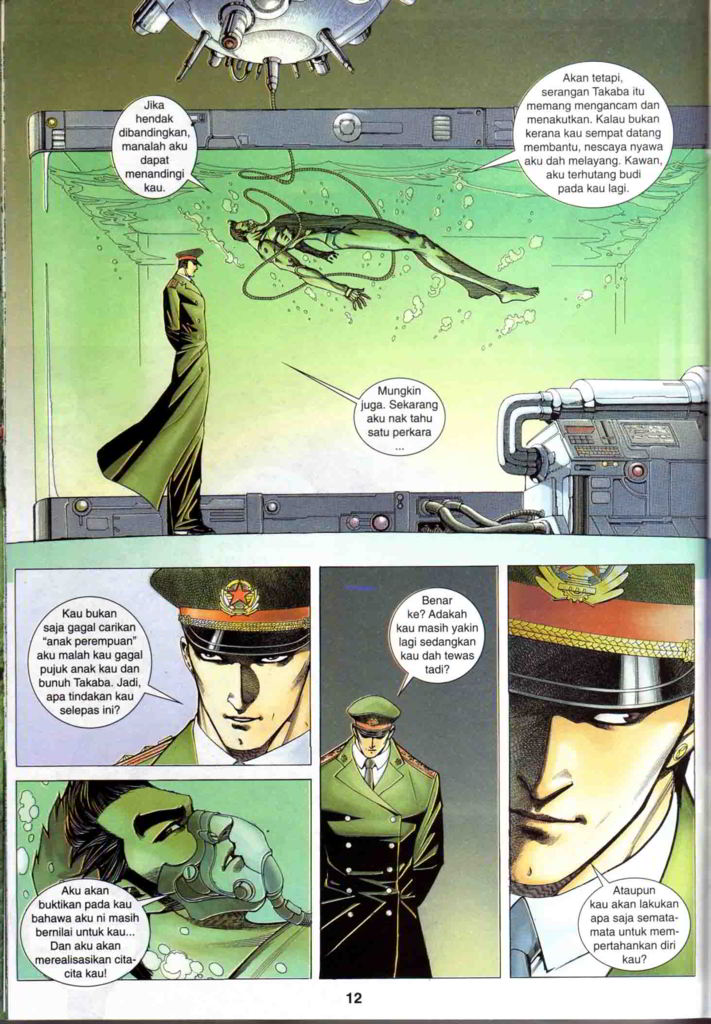 Jika
hendak
dibandingkan,
manalah aku
dapat
menandingi
kau.
Akan tetapi,
serangan Takaba itu
memang mengancam dan
menakutkan. Kalau bukan
kerana kau sempat datang
membantu, nescaya nyawa
aku dah melayang. Kawan,
aku terhutang budi
pada kau lagi.
Mungkin
juga. Sekarang
aku nak tahu
satu perkara
...
Kau bukan
saja gagal carikan
"anak perempuan"
aku malah kau gagal
pujuk anak kau dan
bunuh Takaba. Jadi,
apa tindakan kau
selepas ini?
Aku akan
buktikan pada kau
bahawa aku ni masih
bernilai untuk kau...
Dan aku akan
merealisasikan cita-
cita kau!
Benar
ke? Adakah
kau masih yakin
lagi sedangkan
kau dah tewas
tadi?
Ataupun
kau akan lakukan
apa saja semata-
mata untuk mem-
pertahankan diri
kau?
12